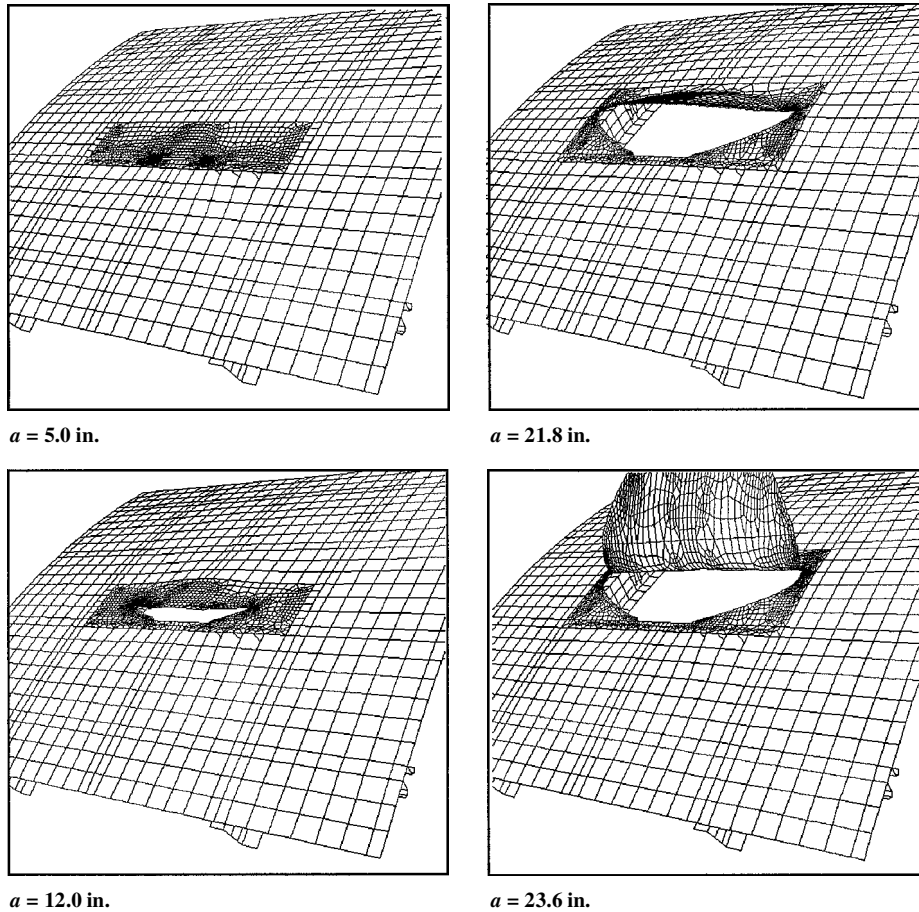 a = 5.0 in.
a = 21.8 in.
a = 12.0 in.
a = 23.6 in.